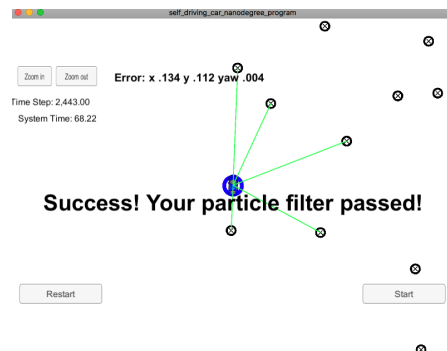 self_driving_car_nanodegree_program
Zoom in
Zoom out
Error: x .134 y .112 yaw .004
Time Step: 2,443.00
System Time: 68.22
Success! Your particle filter passed!
Restart
Start